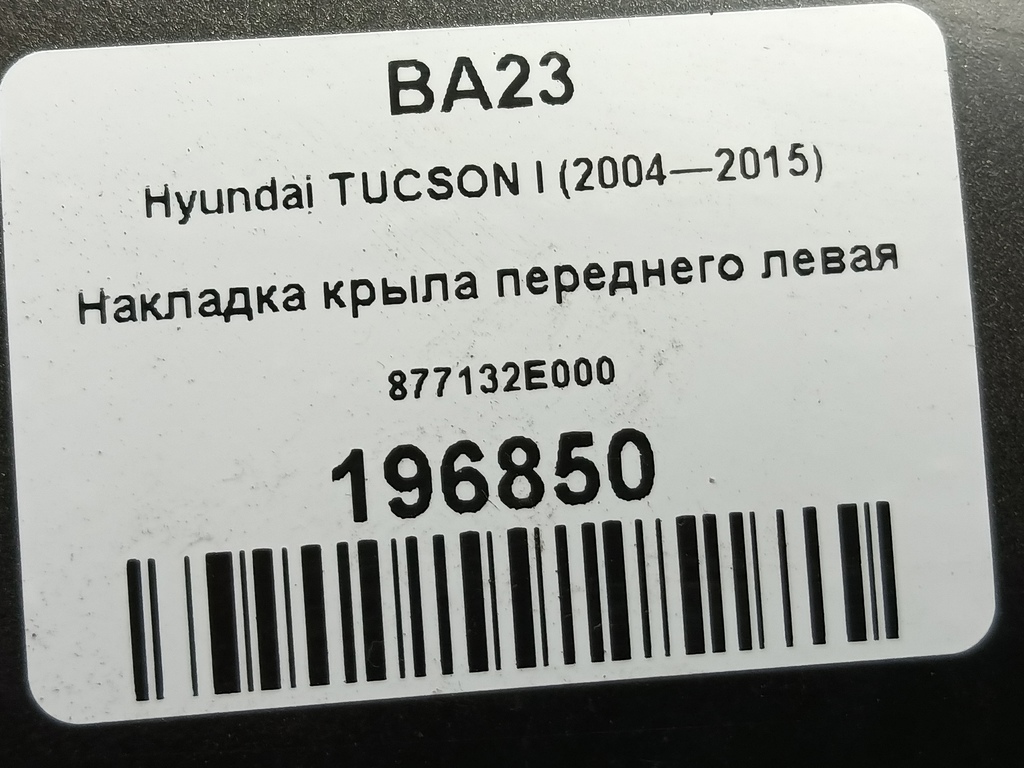 BA23
Hyundai TUCSON I (2004—2015)
Накладка крыла переднего левая
877132E000
196850